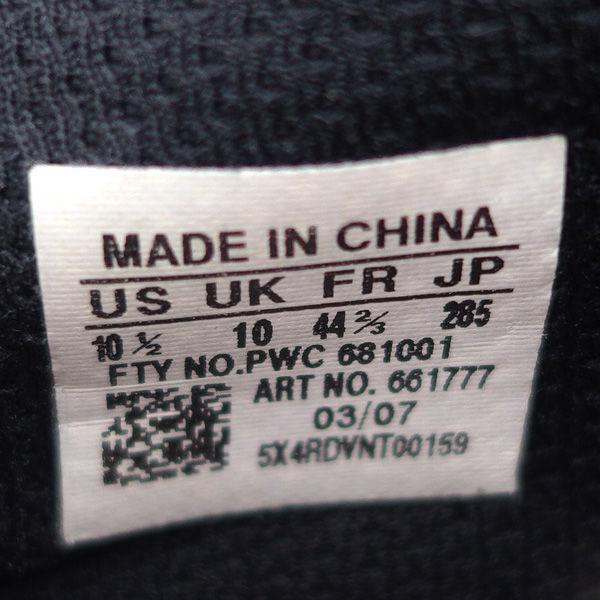 MADE IN CHINA
US UK FR JP
10 ½ 10 44 ⅔ 285
FTY NO.PWC 681001
ART NO. 661777
03/07
5X4RDVNT00159